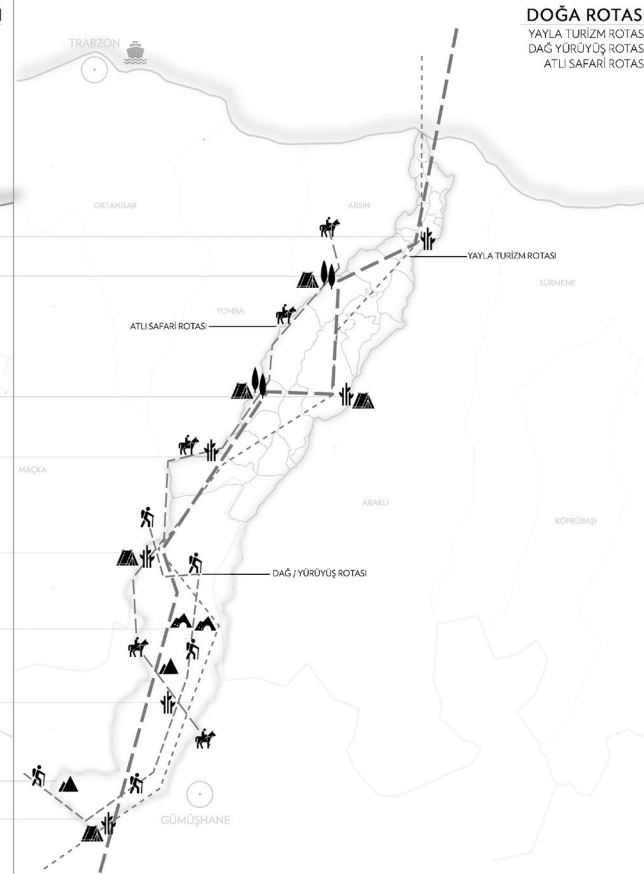 DOĞA ROTAS
YAYLA TURİZM ROTAS
DAĞ YÜRÜYÜŞ ROTAS
ATLI SAFARİ ROTAS
TRABZON
ORTAHİSAR
ARSİN
YAYLA TURİZM ROTASI
SÜRMENE
YOMRA
ATLI SAFARİ ROTASI
MAÇKA
ARAKLI
KÖPRÜBAŞI
DAĞ / YÜRÜYÜŞ ROTASI
GÜMÜŞHANE